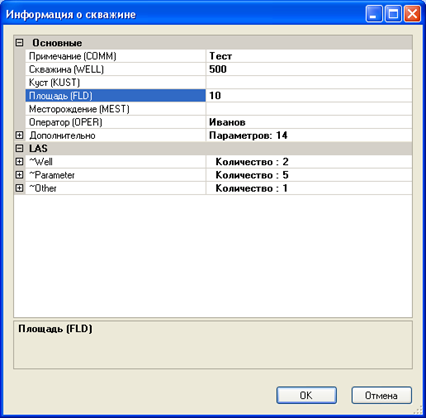 Информация о скважине
Основные
Примечание (COMM) Тест
Скважина (WELL) 500
Куст (KUST)
Площадь (FLD) 10
Месторождение (MEST)
Оператор (OPER) Иванов
Дополнительно Параметров: 14
LAS
~Well Количество : 2
~Parameter Количество : 5
~Other Количество : 1
Площадь (FLD)
OK Отмена